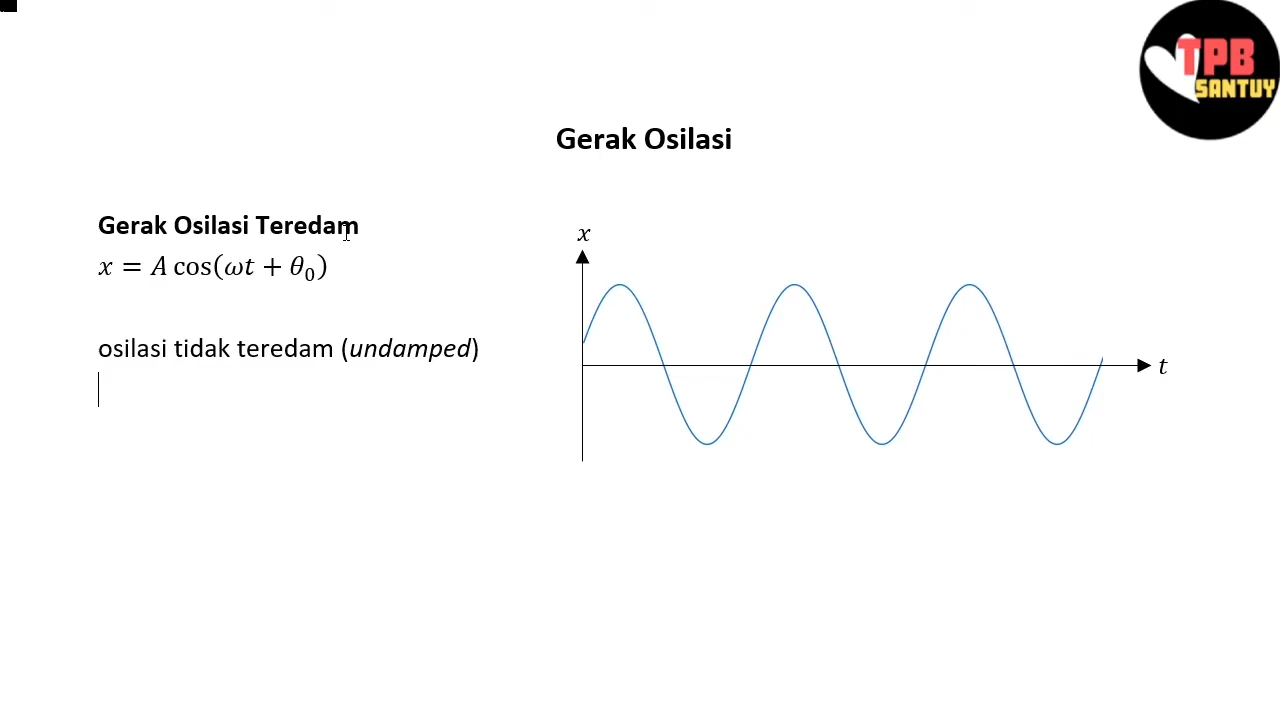 TPB
SANTUY
Gerak Osilasi
Gerak Osilasi Teredam
x = A cos(ωt + θ₀)
osilasi tidak teredam (undamped)
x
t